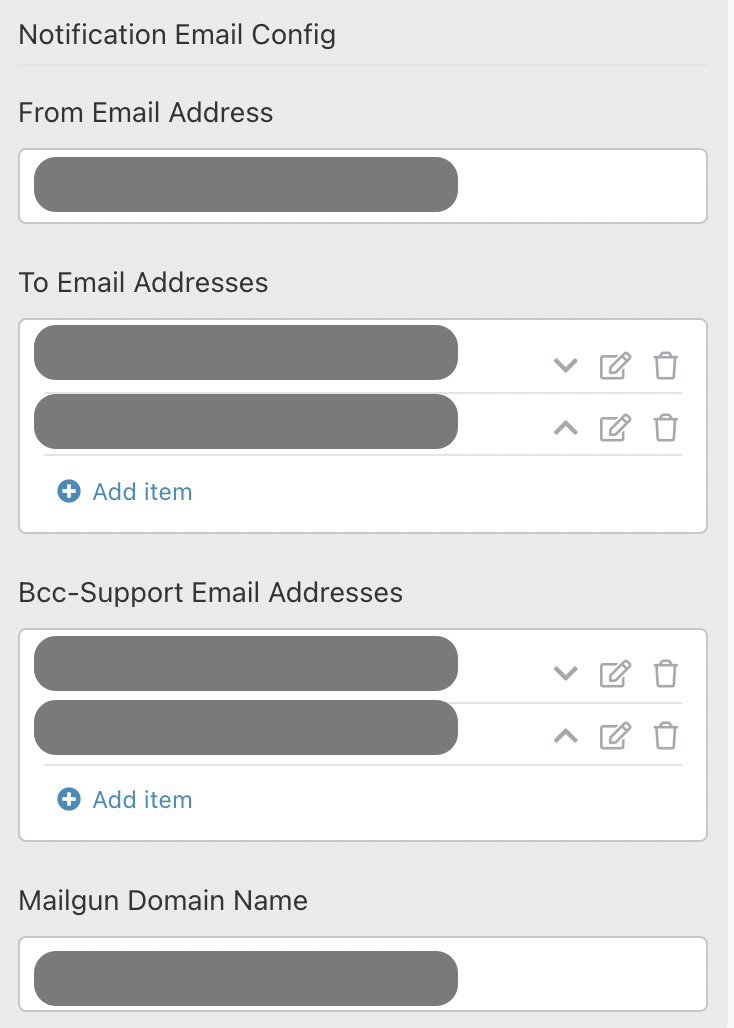 Notification Email Config
From Email Address
To Email Addresses
Add item
Bcc-Support Email Addresses
Add item
Mailgun Domain Name